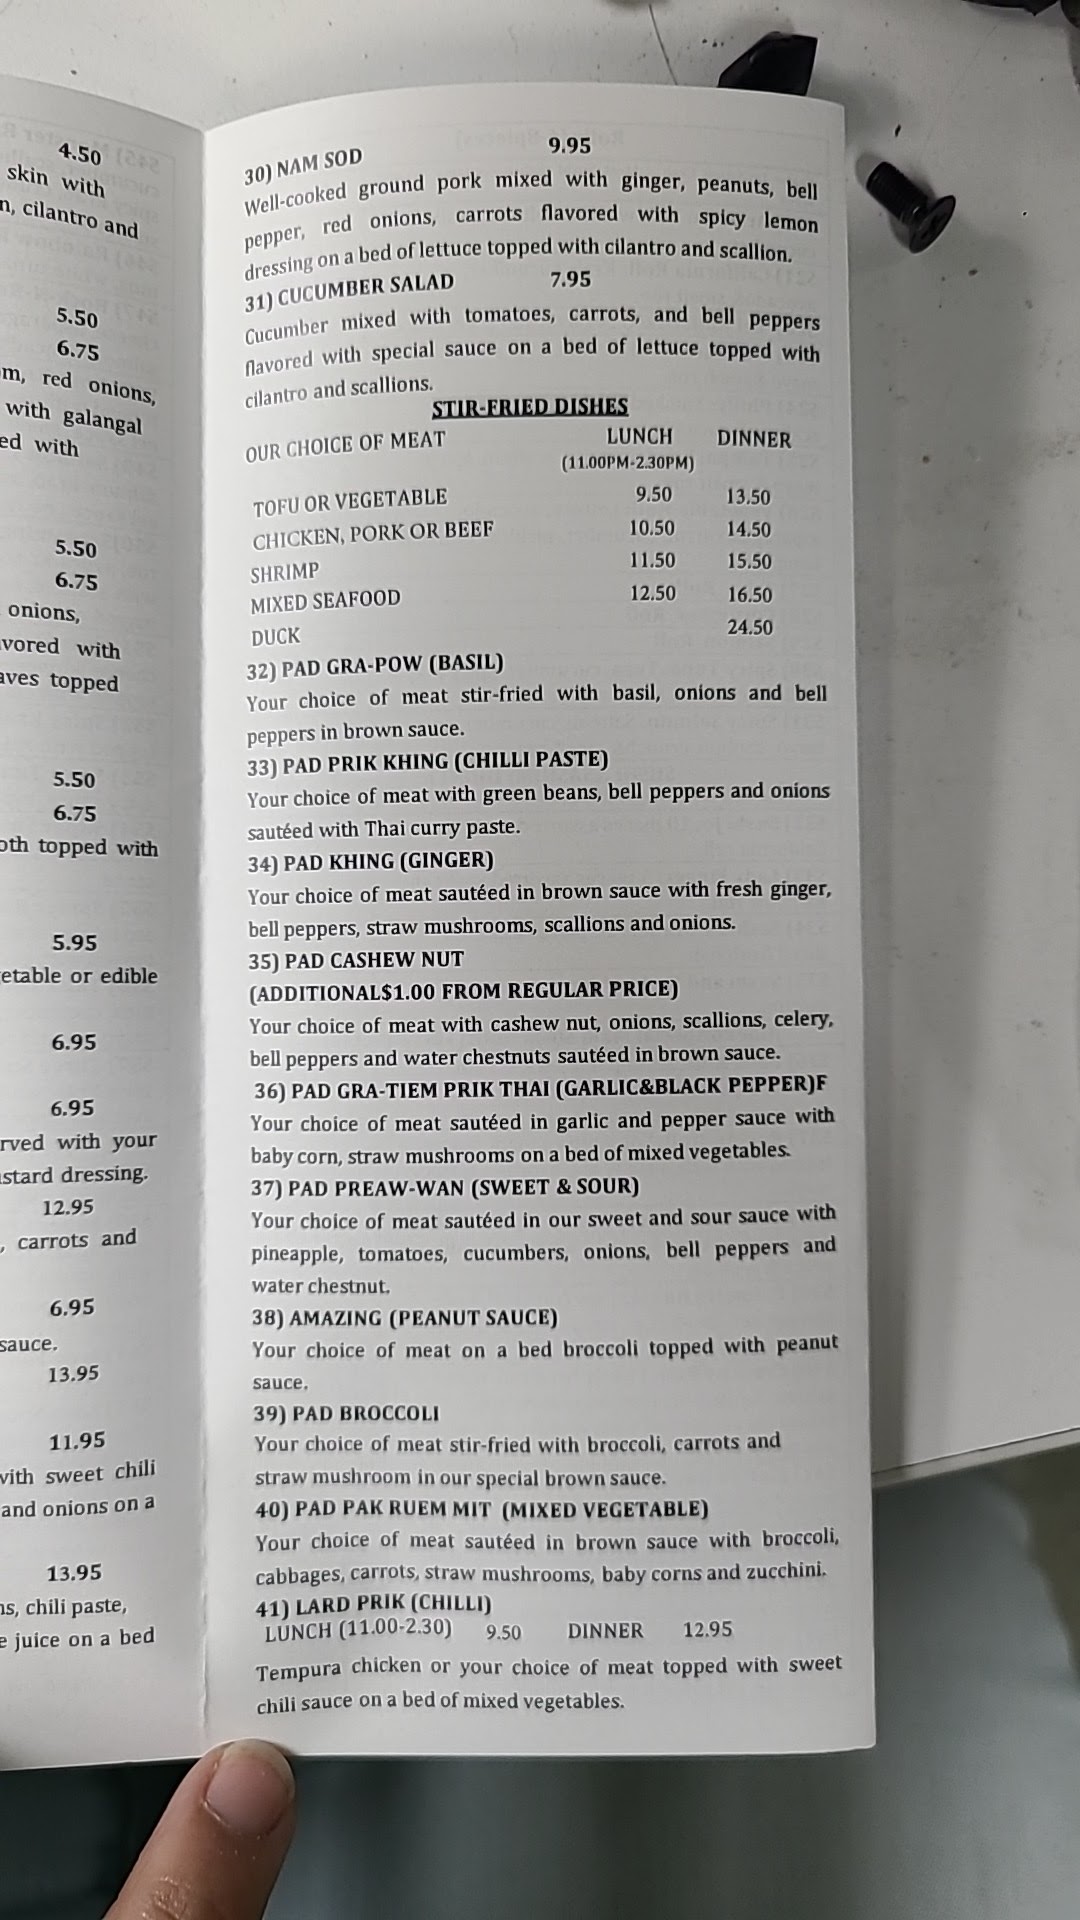 4.50
skin with
cilantro and
5.50
6.75
red onions,
with galangal
with
5.50
6.75
onions,
with
topped
5.50
6.75
topped with
5.95
or edible
6.95
6.95
with your
dressing.
12.95
, carrots and
6.95
sauce.
13.95
11.95
with sweet chili
and onions on a
13.95
chili paste,
juice on a bed
30) NAM SOD 9.95
Well-cooked ground pork mixed with ginger, peanuts, bell
pepper, red onions, carrots flavored with spicy lemon
dressing on a bed of lettuce topped with cilantro and scallion.
31) CUCUMBER SALAD 7.95
Cucumber mixed with tomatoes, carrots, and bell peppers
flavored with special sauce on a bed of lettuce topped with
cilantro and scallions.
STIR-FRIED DISHES
OUR CHOICE OF MEAT LUNCH DINNER
(11.00PM-2.30PM)
TOFU OR VEGETABLE 9.50 13.50
CHICKEN, PORK OR BEEF 10.50 14.50
SHRIMP 11.50 15.50
MIXED SEAFOOD 12.50 16.50
DUCK 24.50
32) PAD GRA-POW (BASIL)
Your choice of meat stir-fried with basil, onions and bell
peppers in brown sauce.
33) PAD PRIK KHING (CHILLI PASTE)
Your choice of meat with green beans, bell peppers and onions
sautéed with Thai curry paste.
34) PAD KHING (GINGER)
Your choice of meat sautéed in brown sauce with fresh ginger,
bell peppers, straw mushrooms, scallions and onions.
35) PAD CASHEW NUT
(ADDITIONAL$1.00 FROM REGULAR PRICE)
Your choice of meat with cashew nut, onions, scallions, celery,
bell peppers and water chestnuts sautéed in brown sauce.
36) PAD GRA-TIEM PRIK THAI (GARLIC&BLACK PEPPER)F
Your choice of meat sautéed in garlic and pepper sauce with
baby corn, straw mushrooms on a bed of mixed vegetables.
37) PAD PREAW-WAN (SWEET & SOUR)
Your choice of meat sautéed in our sweet and sour sauce with
pineapple, tomatoes, cucumbers, onions, bell peppers and
water chestnut.
38) AMAZING (PEANUT SAUCE)
Your choice of meat on a bed broccoli topped with peanut
sauce.
39) PAD BROCCOLI
Your choice of meat stir-fried with broccoli, carrots and
straw mushroom in our special brown sauce.
40) PAD PAK RUEM MIT (MIXED VEGETABLE)
Your choice of meat sautéed in brown sauce with broccoli,
cabbages, carrots, straw mushrooms, baby corns and zucchini.
41) LARD PRIK (CHILLI)
LUNCH (11.00-2.30) 9.50 DINNER 12.95
Tempura chicken or your choice of meat topped with sweet
chili sauce on a bed of mixed vegetables.